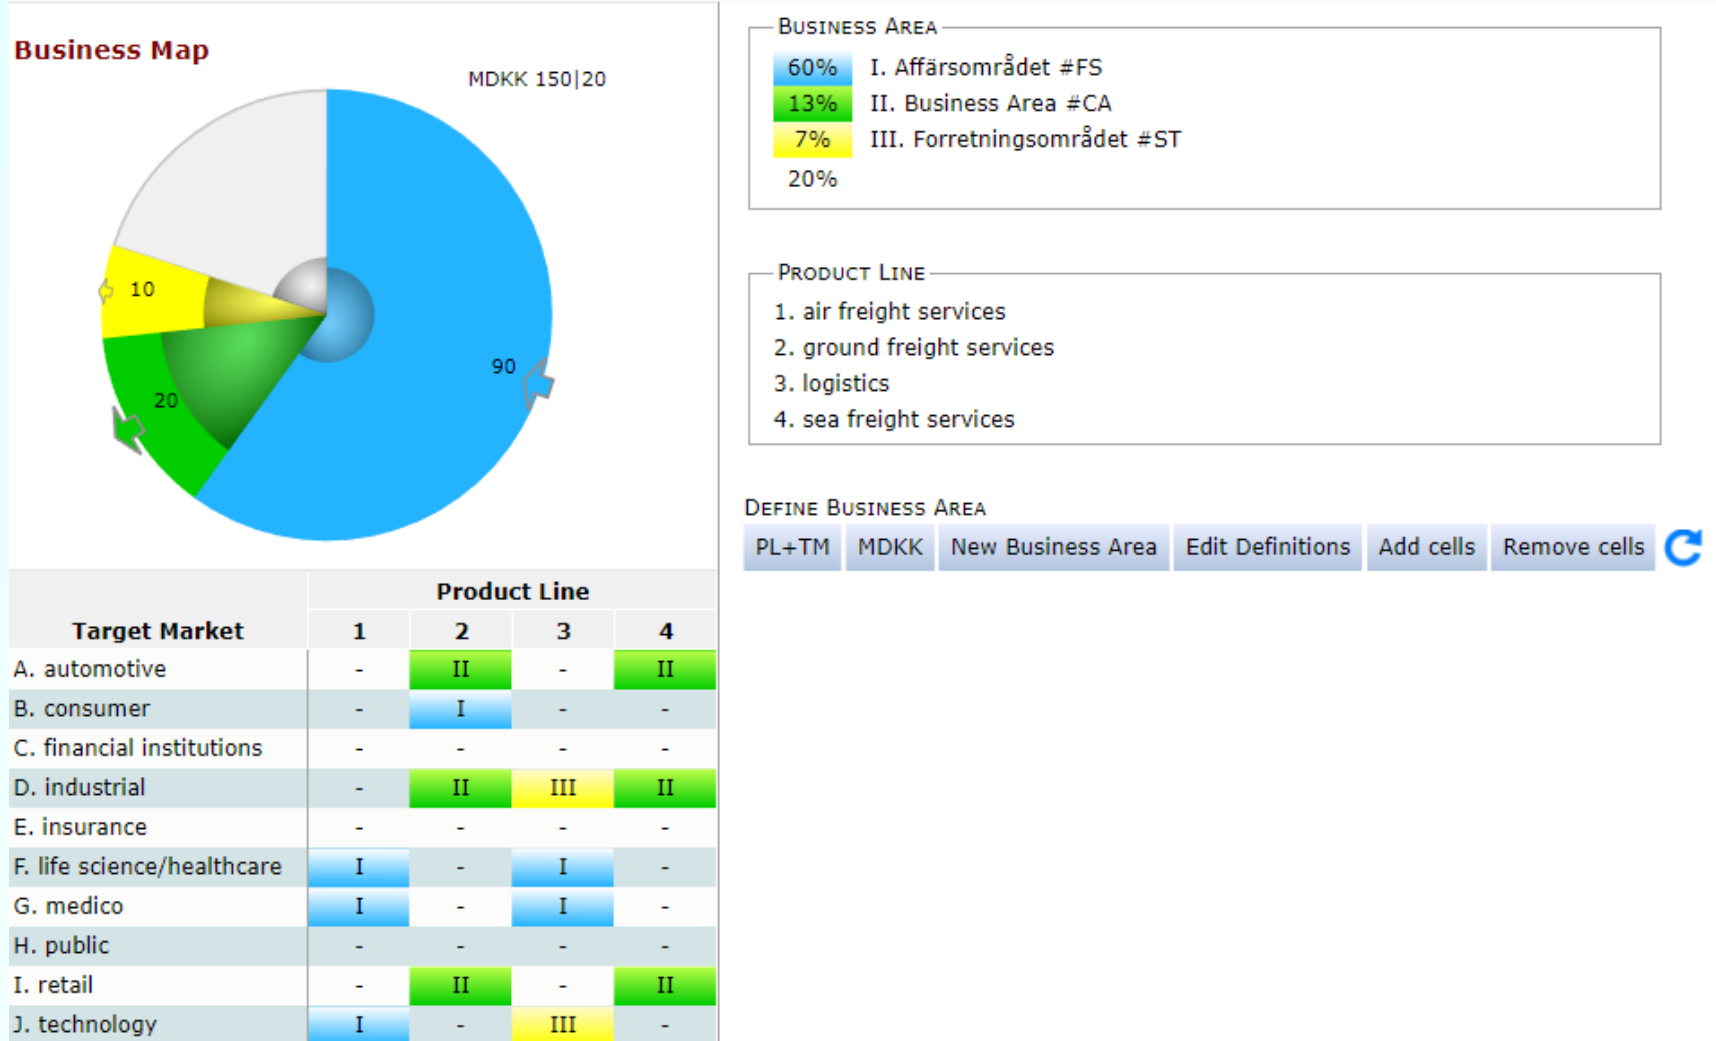 Business Map
MDKK 150|20
10
90
20
Product Line
Target Market 1 2 3 4
A. automotive - II - II
B. consumer - I - -
C. financial institutions - - - -
D. industrial - II III II
E. insurance - - - -
F. life science/healthcare I - I -
G. medico I - I -
H. public - - - -
I. retail - II - II
J. technology I - III -
BUSINESS AREA
60% I. Affärsområdet #FS
13% II. Business Area #CA
7% III. Forretningsområdet #ST
20%
PRODUCT LINE
1. air freight services
2. ground freight services
3. logistics
4. sea freight services
DEFINE BUSINESS AREA
PL+TM MDKK New Business Area Edit Definitions Add cells Remove cells